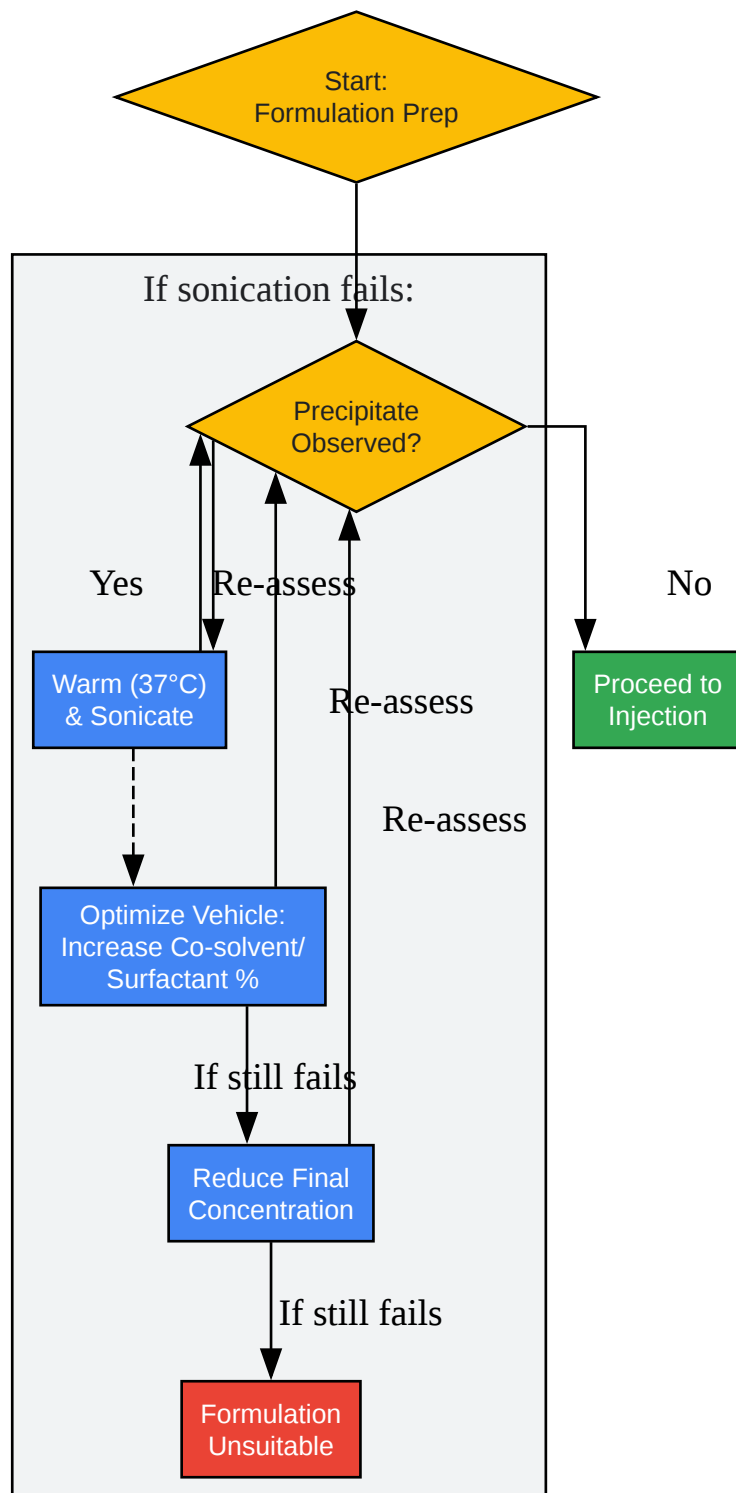 Start:
Formulation Prep
If sonication fails:
Precipitate
Observed?
Yes
Re-assess
No
Warm (37°C)
& Sonicate
Proceed to
Injection
Re-assess
Re-assess
Optimize Vehicle:
Increase Co-solvent/
Surfactant %
If still fails
Reduce Final
Concentration
If still fails
Formulation
Unsuitable